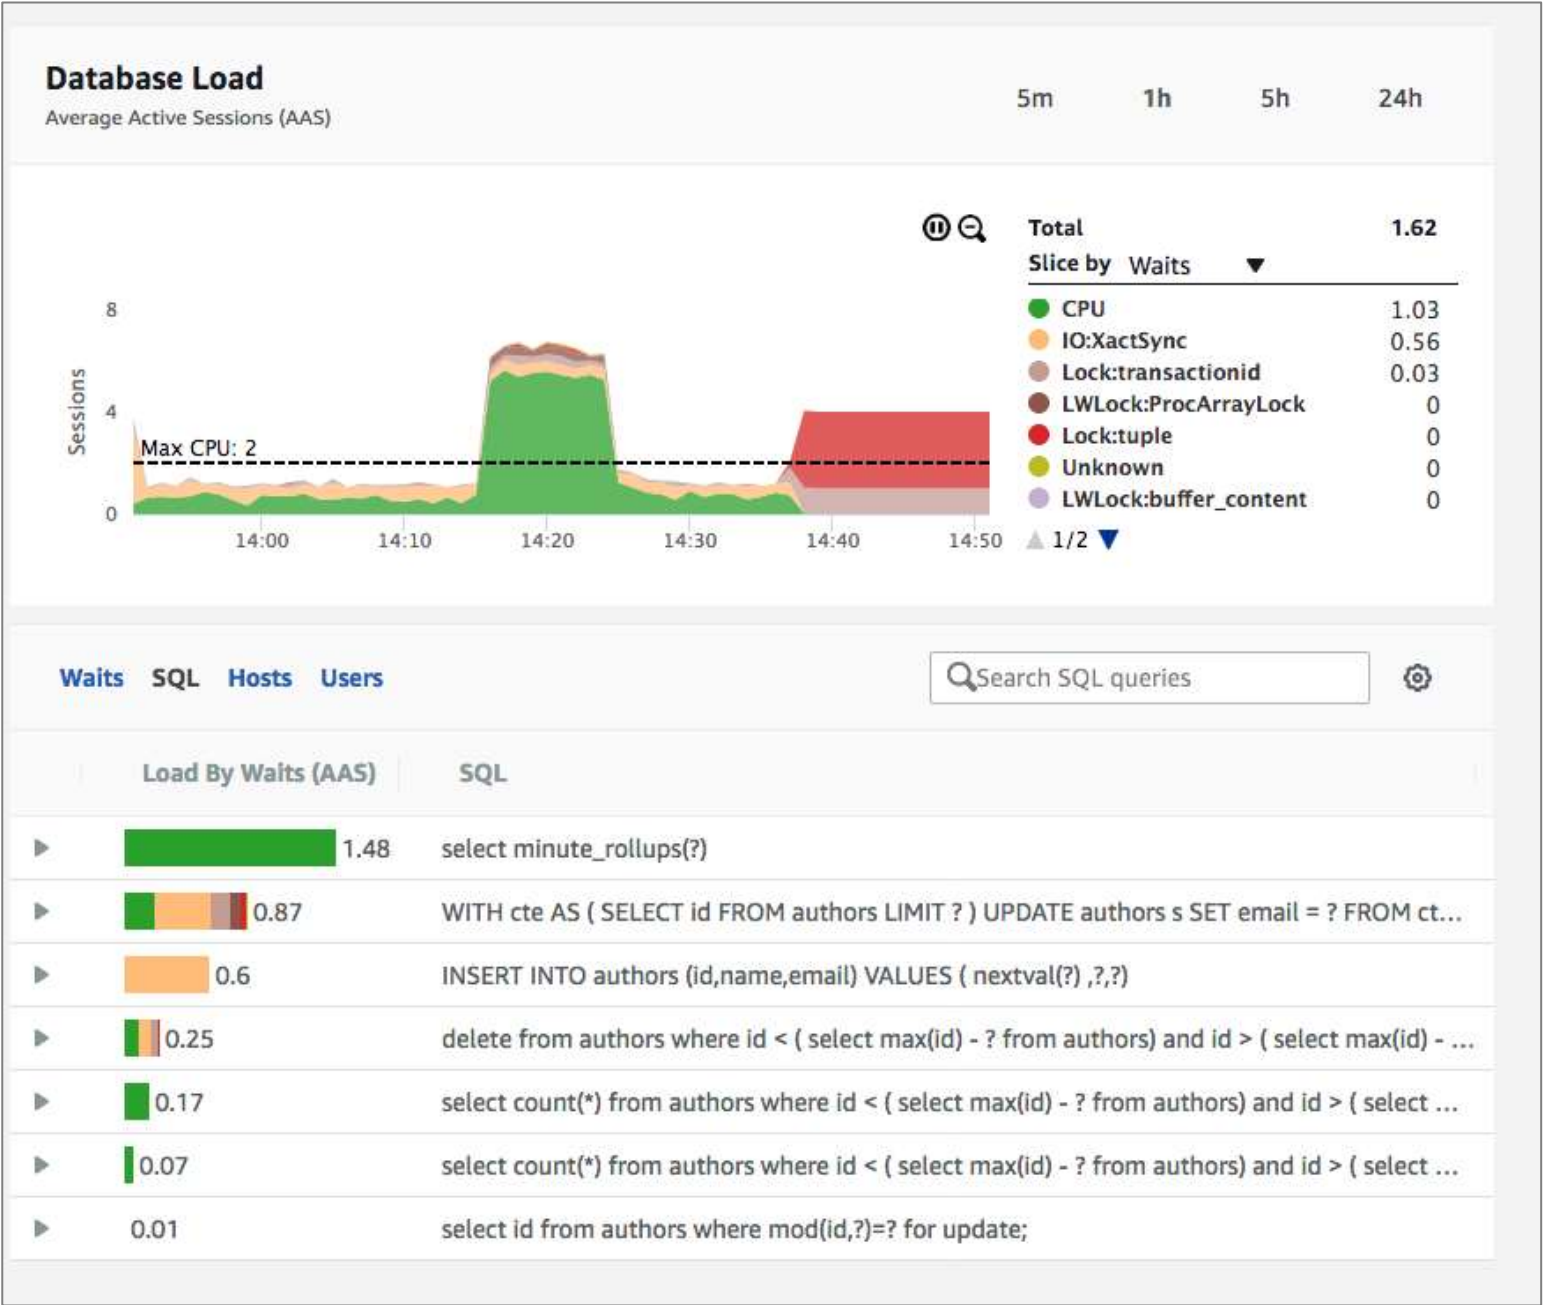 Database Load
Average Active Sessions (AAS)
5m 1h 5h 24h
Total 1.62
Slice by Waits
CPU 1.03
IO:XactSync 0.56
Lock:transactionid 0.03
LWLock:ProcArrayLock 0
Lock:tuple 0
Unknown 0
LWLock:buffer_content 0
1/2
Sessions
8
4
0
Max CPU: 2
14:00 14:10 14:20 14:30 14:40 14:50
Waits SQL Hosts Users
Search SQL queries
Load By Waits (AAS) SQL
1.48 select minute_rollups(?)
0.87 WITH cte AS ( SELECT id FROM authors LIMIT ? ) UPDATE authors s SET email = ? FROM ct...
0.6 INSERT INTO authors (id,name,email) VALUES ( nextval(?) ,?,?)
0.25 delete from authors where id < ( select max(id) - ? from authors) and id > ( select max(id) - ...
0.17 select count(*) from authors where id < ( select max(id) - ? from authors) and id > ( select ...
0.07 select count(*) from authors where id < ( select max(id) - ? from authors) and id > ( select ...
0.01 select id from authors where mod(id,?)=? for update;